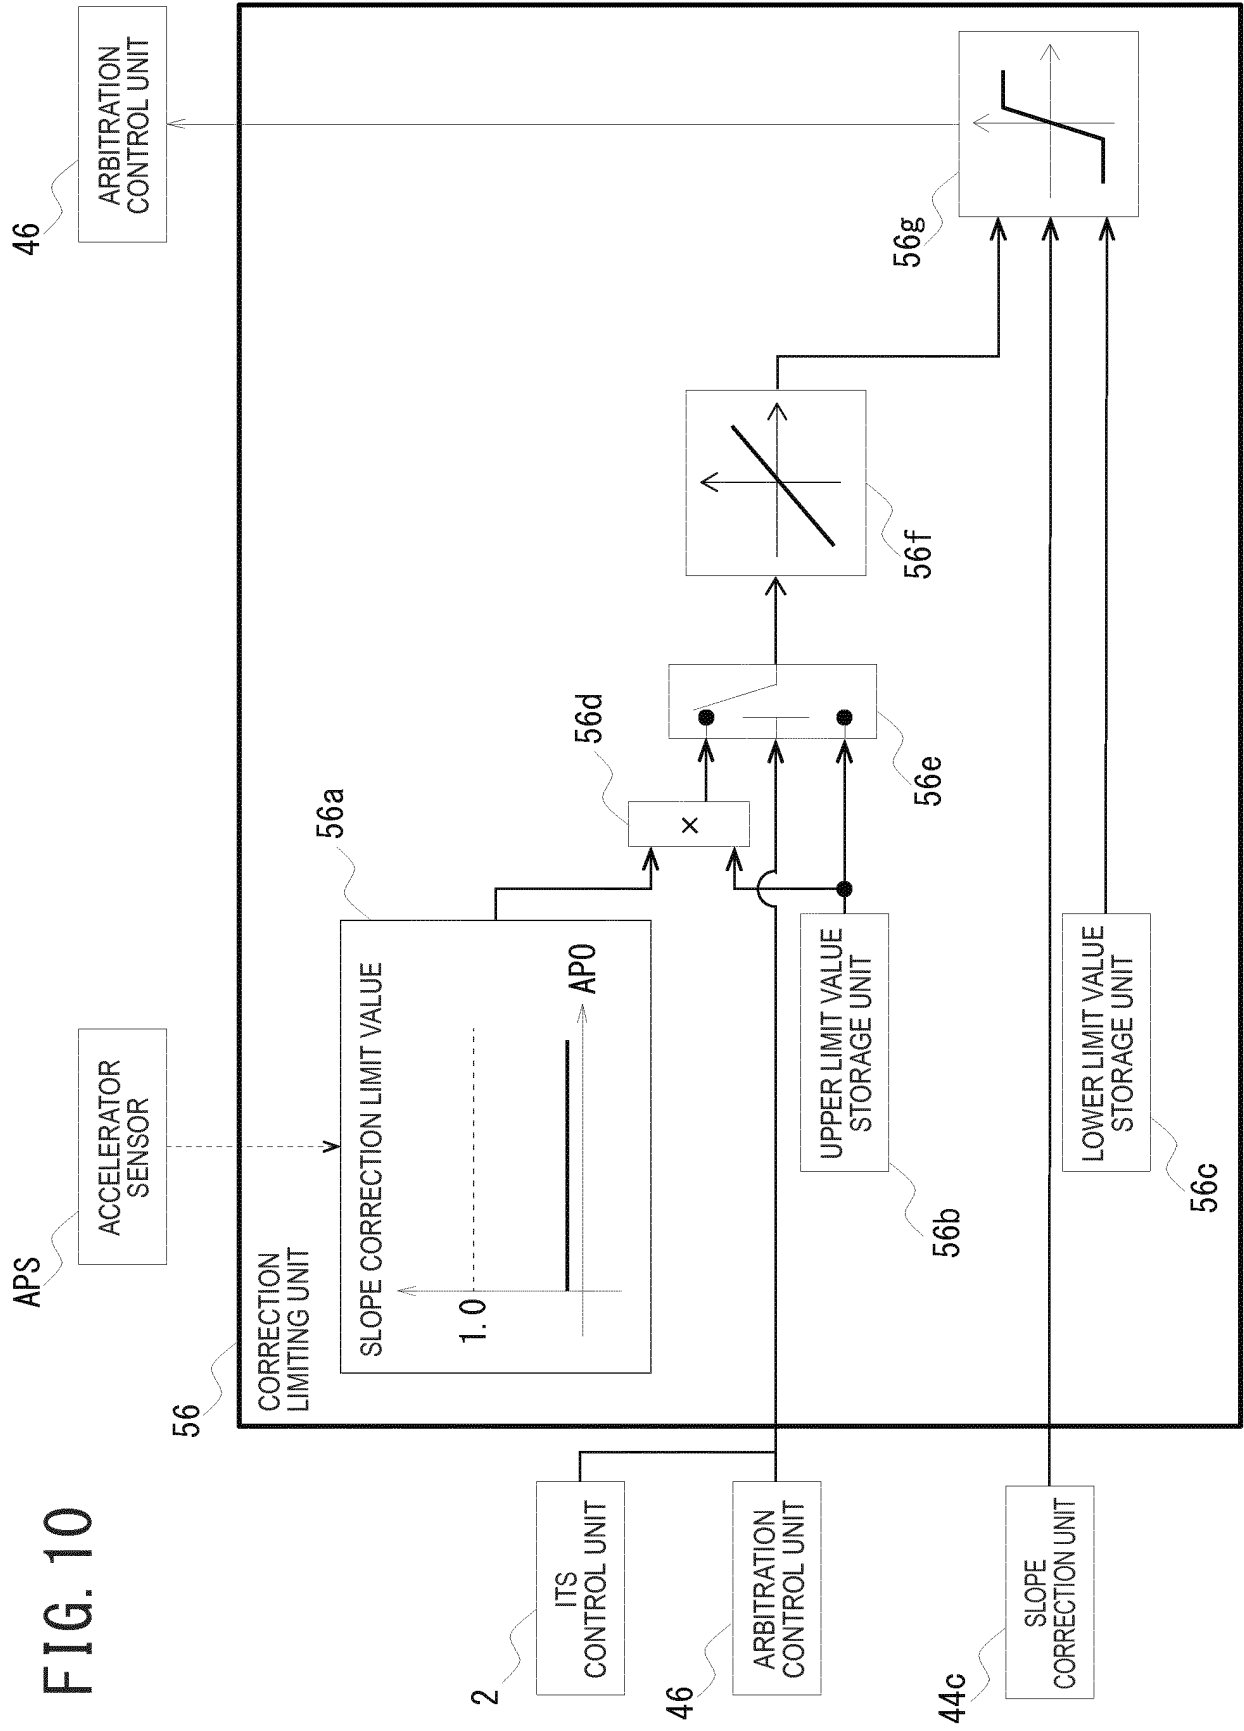 FIG. 10
56
CORRECTION
LIMITING UNIT
APS
ACCELERATOR
SENSOR
46
ARBITRATION
CONTROL UNIT
56a
SLOPE CORRECTION LIMIT VALUE
1.0
APO
56d
×
56e
56f
56g
2
ITS
CONTROL UNIT
46
ARBITRATION
CONTROL UNIT
UPPER LIMIT VALUE
STORAGE UNIT
56b
44c
SLOPE
CORRECTION UNIT
LOWER LIMIT VALUE
STORAGE UNIT
56c